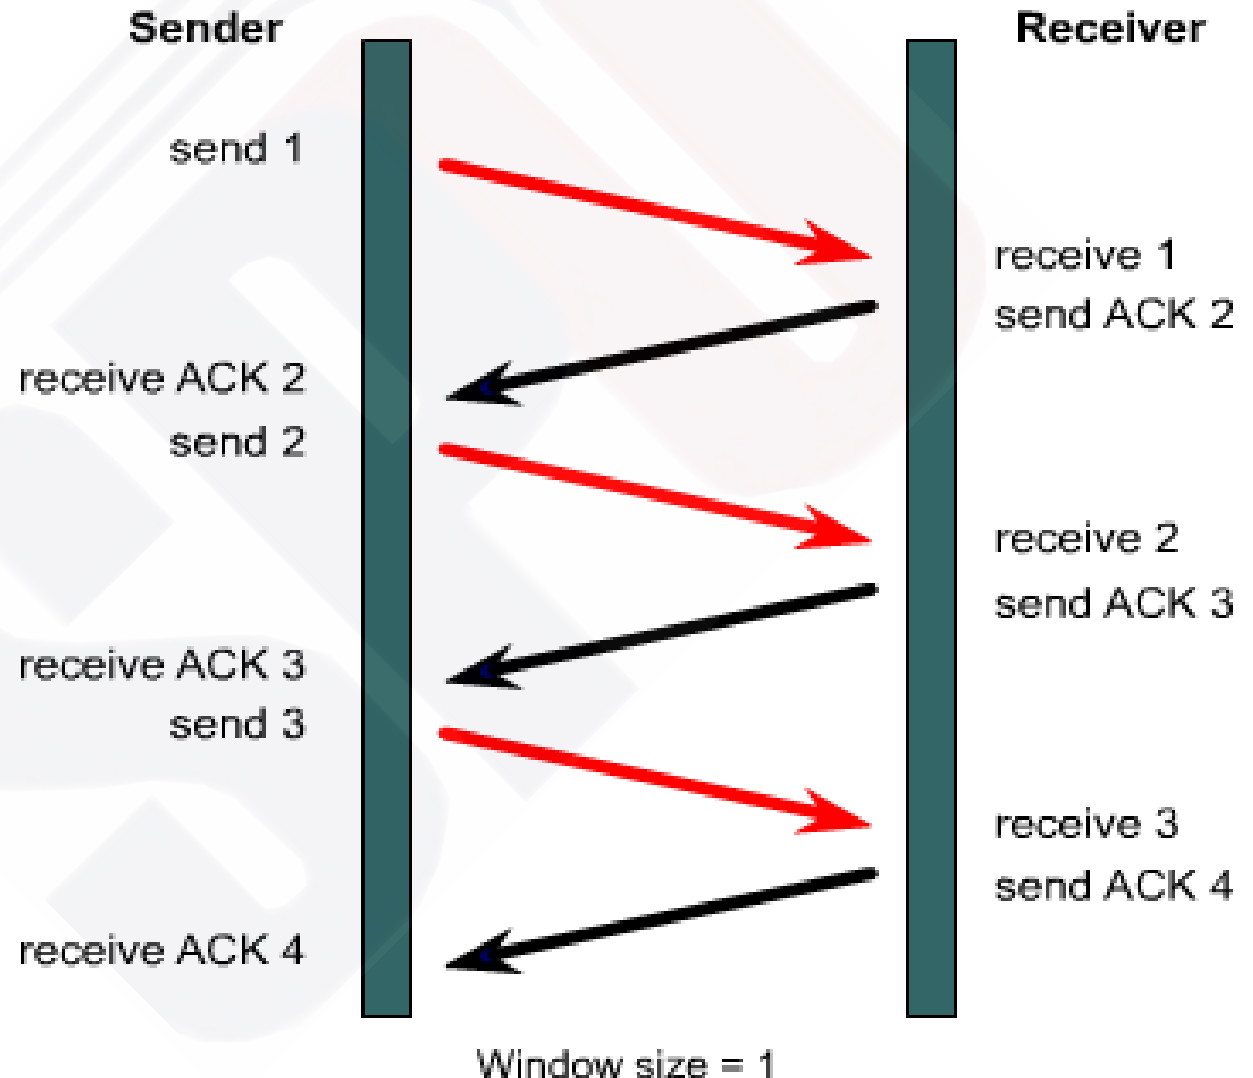 Sender
Receiver
send 1
receive 1
send ACK 2
receive ACK 2
send 2
receive 2
send ACK 3
receive ACK 3
send 3
receive 3
send ACK 4
receive ACK 4
Window size = 1